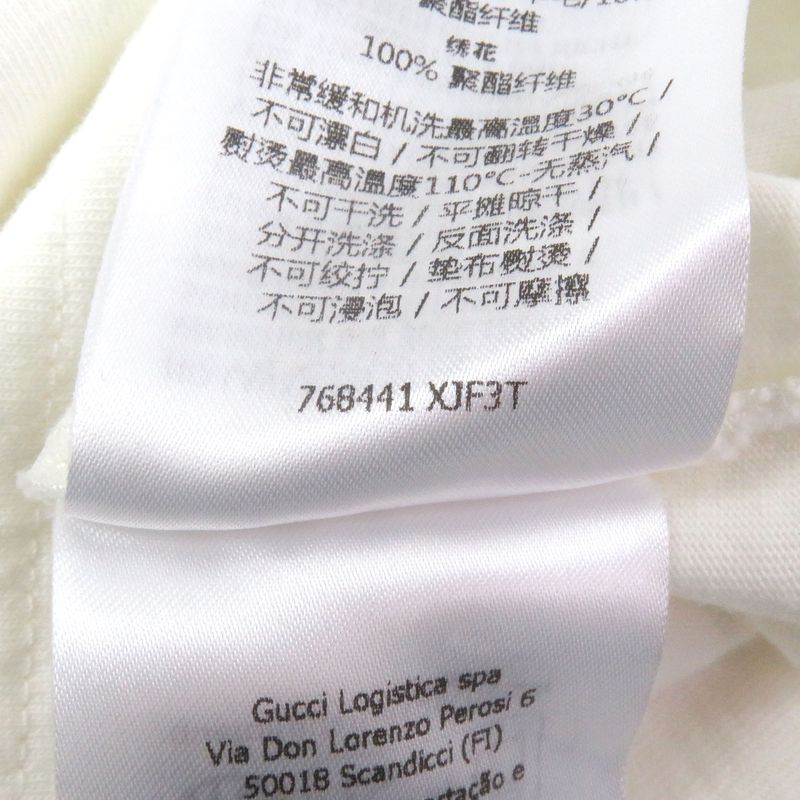 聚酯纤维
绣花
100% 聚酯纤维
非常缓和机洗最高温度30°C /
不可漂白 / 不可翻转干燥 /
熨烫最高温度110°C-无蒸汽 /
不可干洗 / 平摊晾干 /
分开洗涤 / 反面洗涤 /
不可绞拧 / 垫布熨烫 /
不可浸泡 / 不可摩擦
768441 XJF3T
Gucci Logistica spa
Via Don Lorenzo Perosi 6
50018 Scandicci (FI)